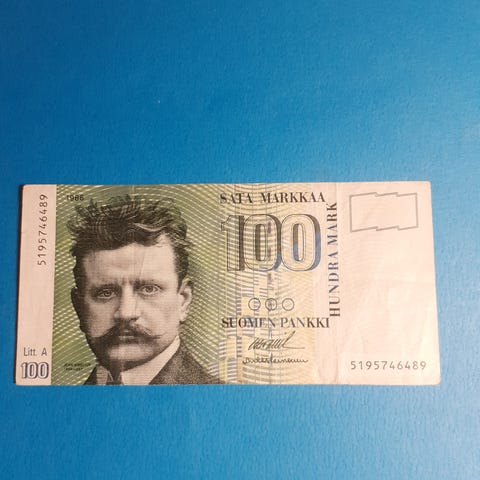 5195746489
1986
SATA MARKKAA
100
HUNDRA MARK
SUOMEN PANKKI
Litt. A
100
5195746489